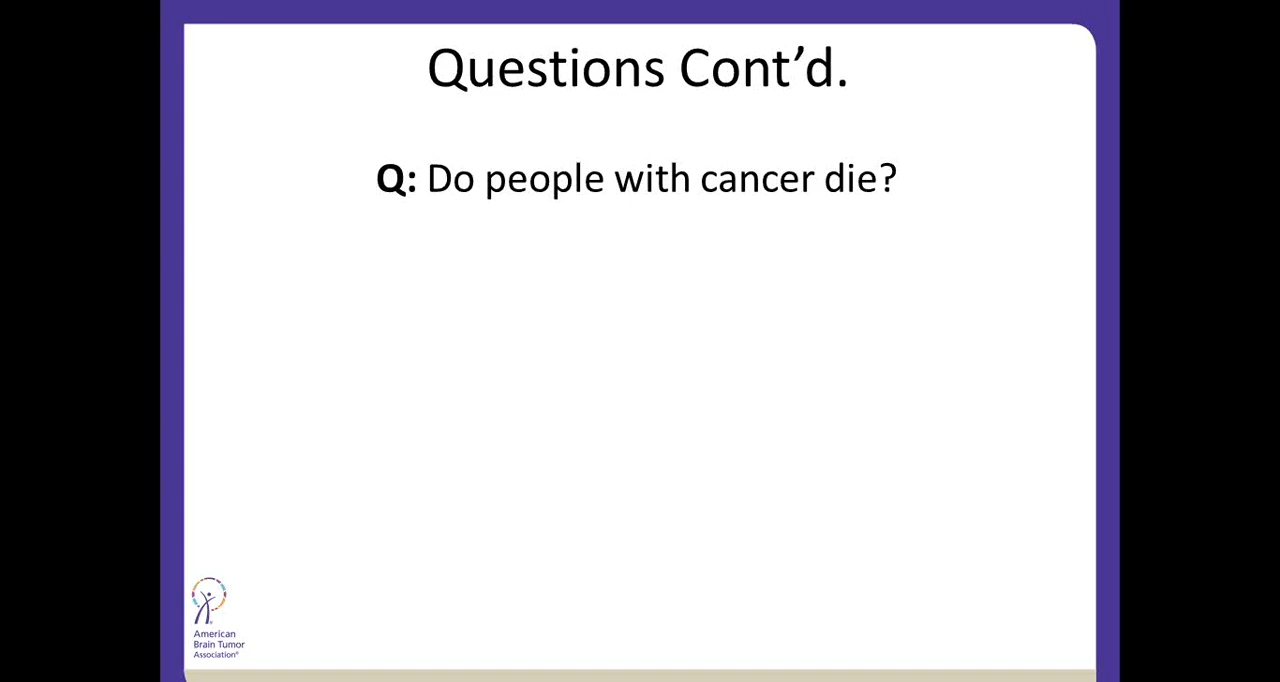 Questions Cont’d.
Q: Do people with cancer die?
American
Brain Tumor
Association®